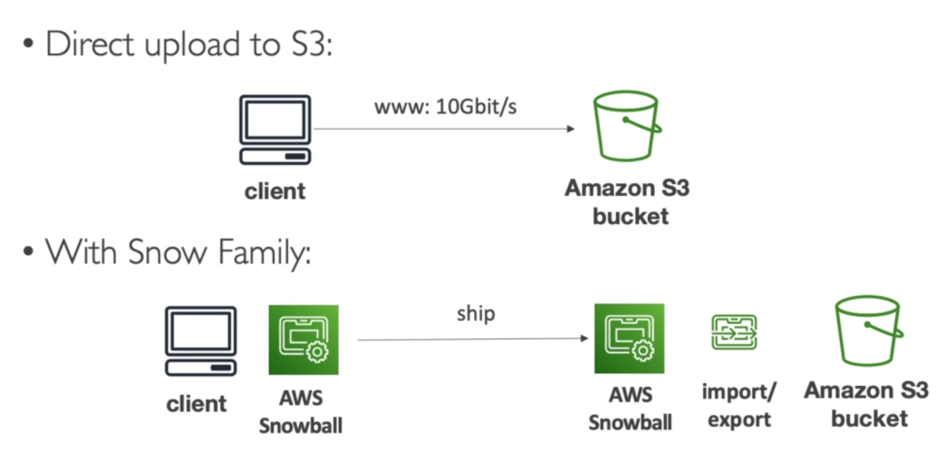 • Direct upload to S3:
www: 10Gbit/s
client
Amazon S3
bucket
• With Snow Family:
ship
client
AWS
Snowball
AWS
Snowball
import/
export
Amazon S3
bucket